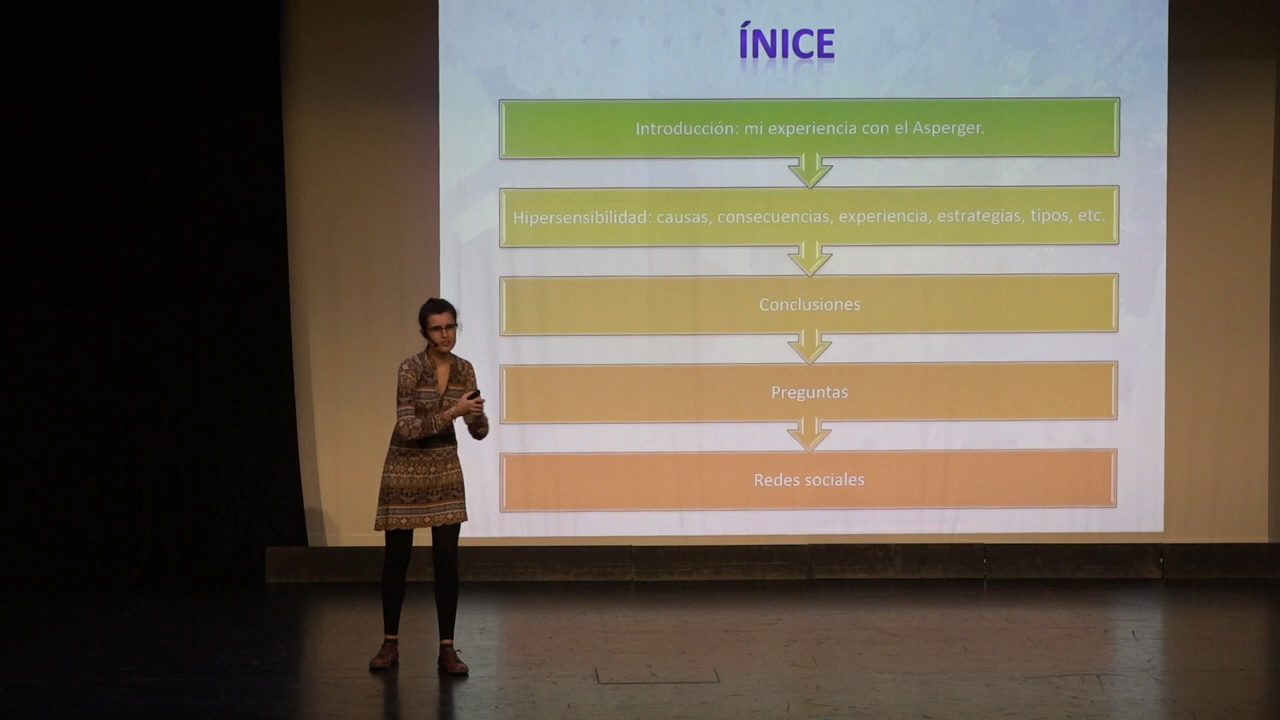 ÍNICE
Introducción: mi experiencia con el Asperger.
Hipersensibilidad: causas, consecuencias, experiencia, estrategias, tipos, etc.
Conclusiones
Preguntas
Redes sociales